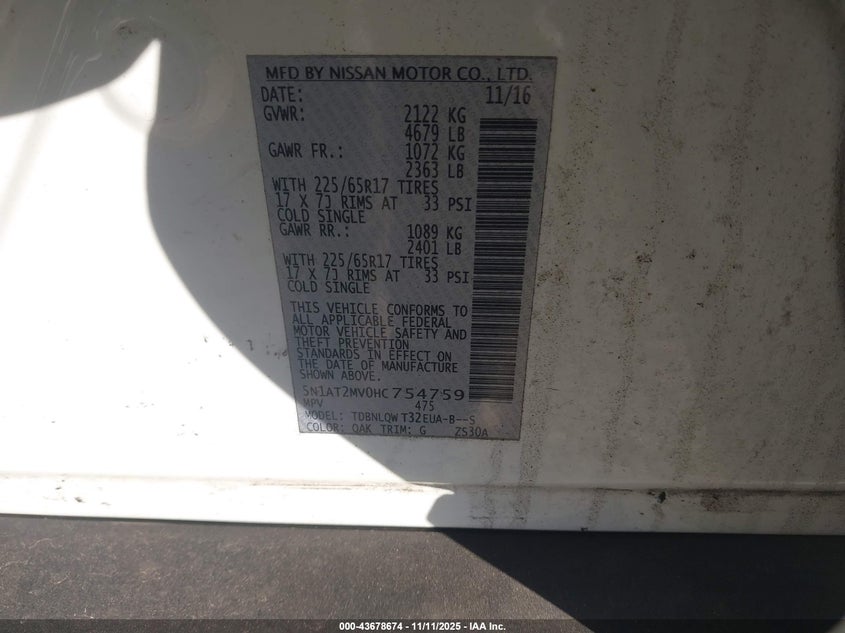 MFD BY NISSAN MOTOR CO., LTD.
DATE: 11/16
GVWR: 2122 KG
4679 LB
GAWR FR.: 1072 KG
2363 LB
WITH 225/65R17 TIRES
17 X 7J RIMS AT 33 PSI
COLD SINGLE
GAWR RR.: 1089 KG
2401 LB
WITH 225/65R17 TIRES
17 X 7J RIMS AT 33 PSI
COLD SINGLE
THIS VEHICLE CONFORMS TO
ALL APPLICABLE FEDERAL
MOTOR VEHICLE SAFETY AND
THEFT PREVENTION
STANDARDS IN EFFECT ON
THE DATE OF MANUFACTURE
SHOWN ABOVE.
5N1AT2MV0HC754759
MPV 475
MODEL: TDBNLQW T32EUA-B--S
COLOR: QAK TRIM: G ZS30A
000-43678674 - 11/11/2025 - IAA Inc.